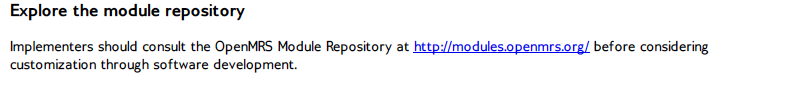 Explore the module repository
Implementers should consult the OpenMRS Module Repository at http://modules.openmrs.org/ before considering
customization through software development.